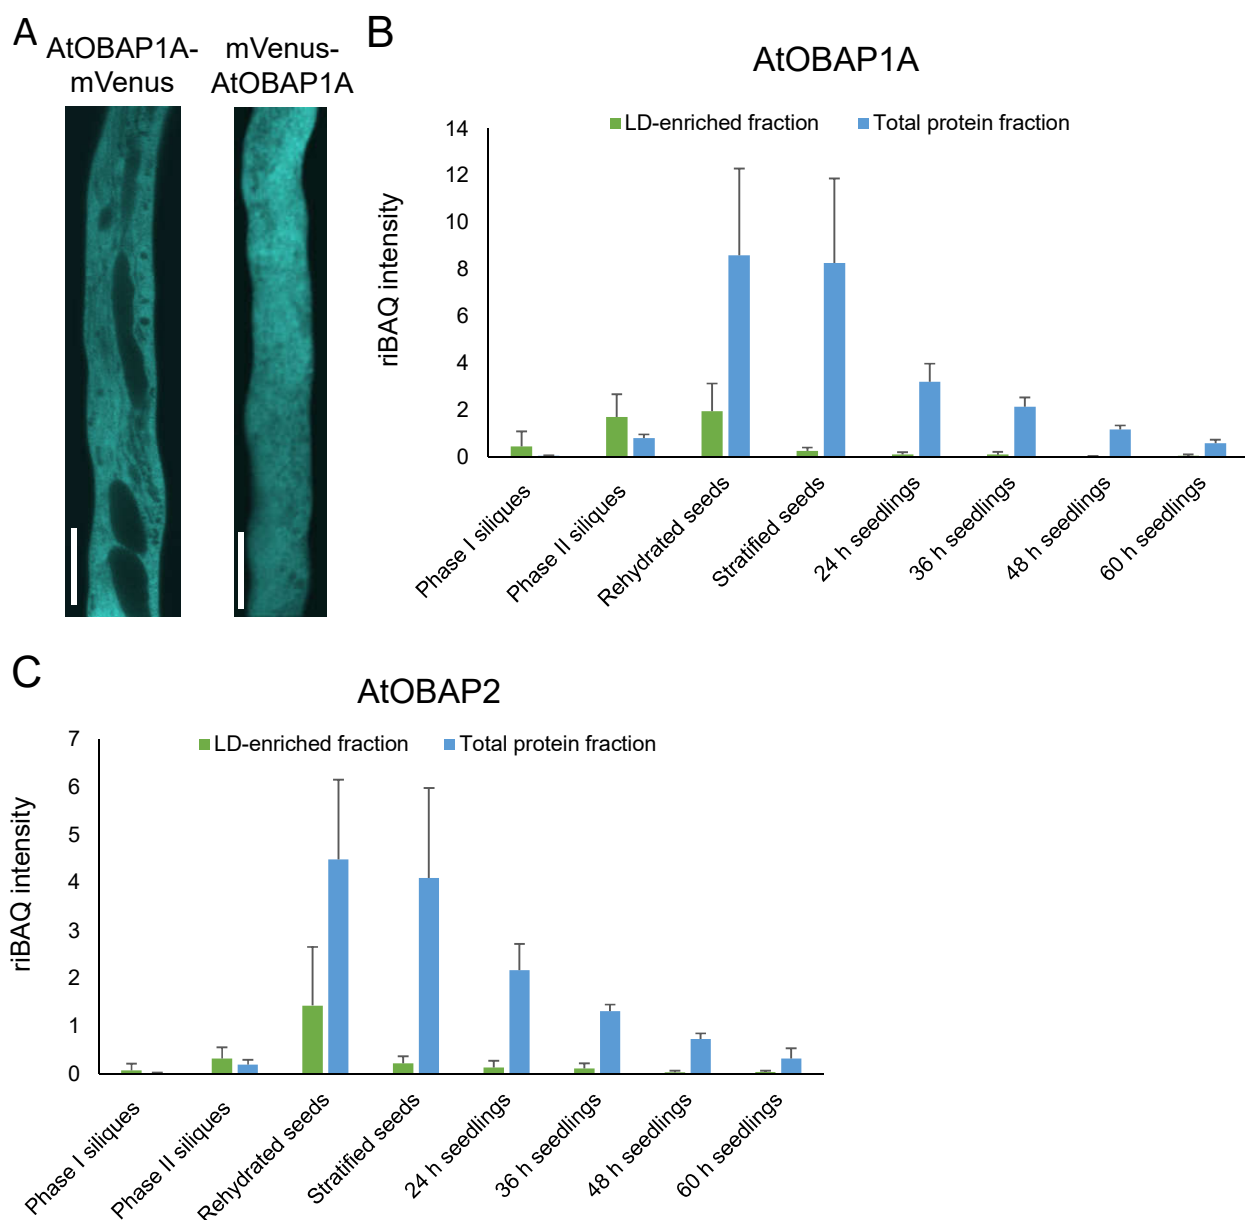 A
AtOBAP1A-
mVenus
mVenus-
AtOBAP1A
B
AtOBAP1A
LD-enriched fraction
Total protein fraction
riBAQ intensity
14
12
10
8
6
4
2
0
Phase I siliques
Phase II siliques
Rehydrated seeds
Stratified seeds
24 h seedlings
36 h seedlings
48 h seedlings
60 h seedlings
C
AtOBAP2
LD-enriched fraction
Total protein fraction
riBAQ intensity
7
6
5
4
3
2
1
0
Phase I siliques
Phase II siliques
Rehydrated seeds
Stratified seeds
24 h seedlings
36 h seedlings
48 h seedlings
60 h seedlings